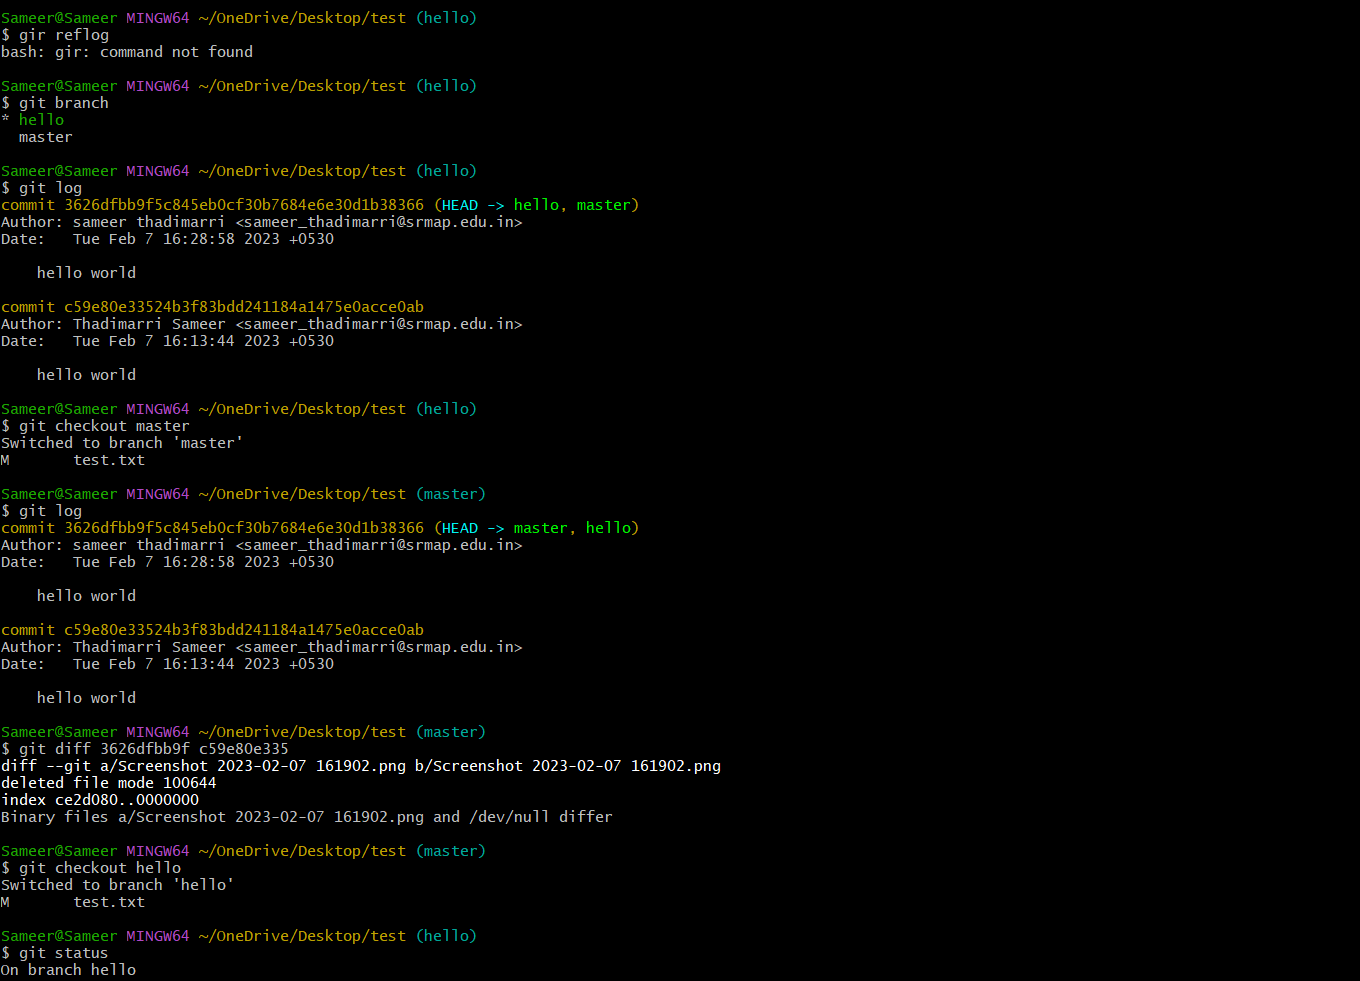 Sameer@Sameer MINGW64 ~/OneDrive/Desktop/test (hello)
$ gir reflog
bash: gir: command not found

Sameer@Sameer MINGW64 ~/OneDrive/Desktop/test (hello)
$ git branch
* hello
  master

Sameer@Sameer MINGW64 ~/OneDrive/Desktop/test (hello)
$ git log
commit 3626dfbb9f5c845eb0cf30b7684e6e30d1b38366 (HEAD -> hello, master)
Author: sameer thadimarri <sameer_thadimarri@srmap.edu.in>
Date:   Tue Feb 7 16:28:58 2023 +0530

    hello world

commit c59e80e33524b3f83bdd241184a1475e0acce0ab
Author: Thadimarri Sameer <sameer_thadimarri@srmap.edu.in>
Date:   Tue Feb 7 16:13:44 2023 +0530

    hello world

Sameer@Sameer MINGW64 ~/OneDrive/Desktop/test (hello)
$ git checkout master
Switched to branch 'master'
M       test.txt

Sameer@Sameer MINGW64 ~/OneDrive/Desktop/test (master)
$ git log
commit 3626dfbb9f5c845eb0cf30b7684e6e30d1b38366 (HEAD -> master, hello)
Author: sameer thadimarri <sameer_thadimarri@srmap.edu.in>
Date:   Tue Feb 7 16:28:58 2023 +0530

    hello world

commit c59e80e33524b3f83bdd241184a1475e0acce0ab
Author: Thadimarri Sameer <sameer_thadimarri@srmap.edu.in>
Date:   Tue Feb 7 16:13:44 2023 +0530

    hello world

Sameer@Sameer MINGW64 ~/OneDrive/Desktop/test (master)
$ git diff 3626dfbb9f c59e80e335
diff --git a/Screenshot 2023-02-07 161902.png b/Screenshot 2023-02-07 161902.png
deleted file mode 100644
index ce2d080..0000000
Binary files a/Screenshot 2023-02-07 161902.png and /dev/null differ

Sameer@Sameer MINGW64 ~/OneDrive/Desktop/test (master)
$ git checkout hello
Switched to branch 'hello'
M       test.txt

Sameer@Sameer MINGW64 ~/OneDrive/Desktop/test (hello)
$ git status
On branch hello